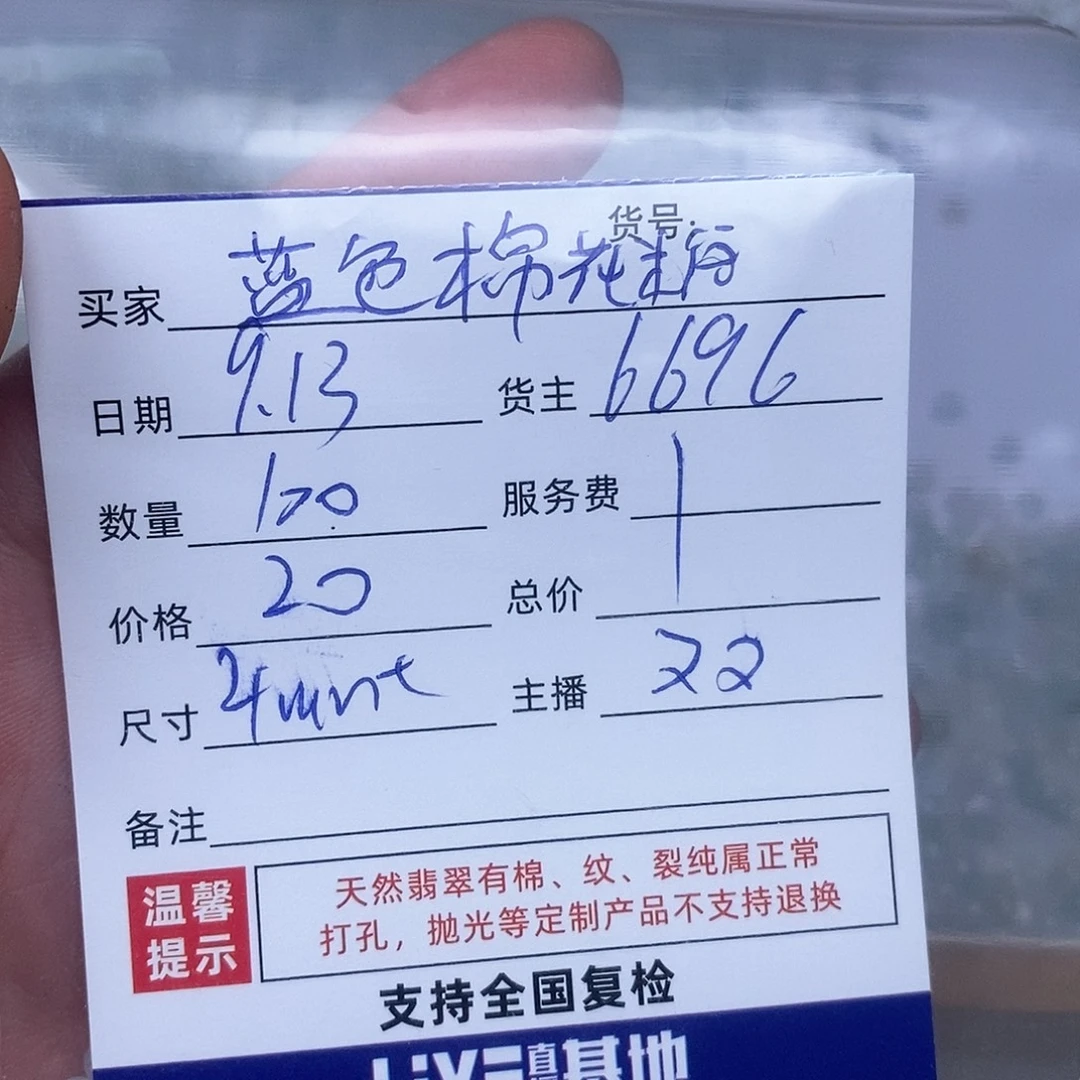 货号:
买家 蓝色棉花糖
日期 9.13 货主 6696
数量 100 服务费
价格 20 总价
尺寸 主播 22
备注
温馨提示
天然翡翠有棉、纹、裂纯属正常
打孔，抛光等定制产品不支持退换
支持全国复检
基地